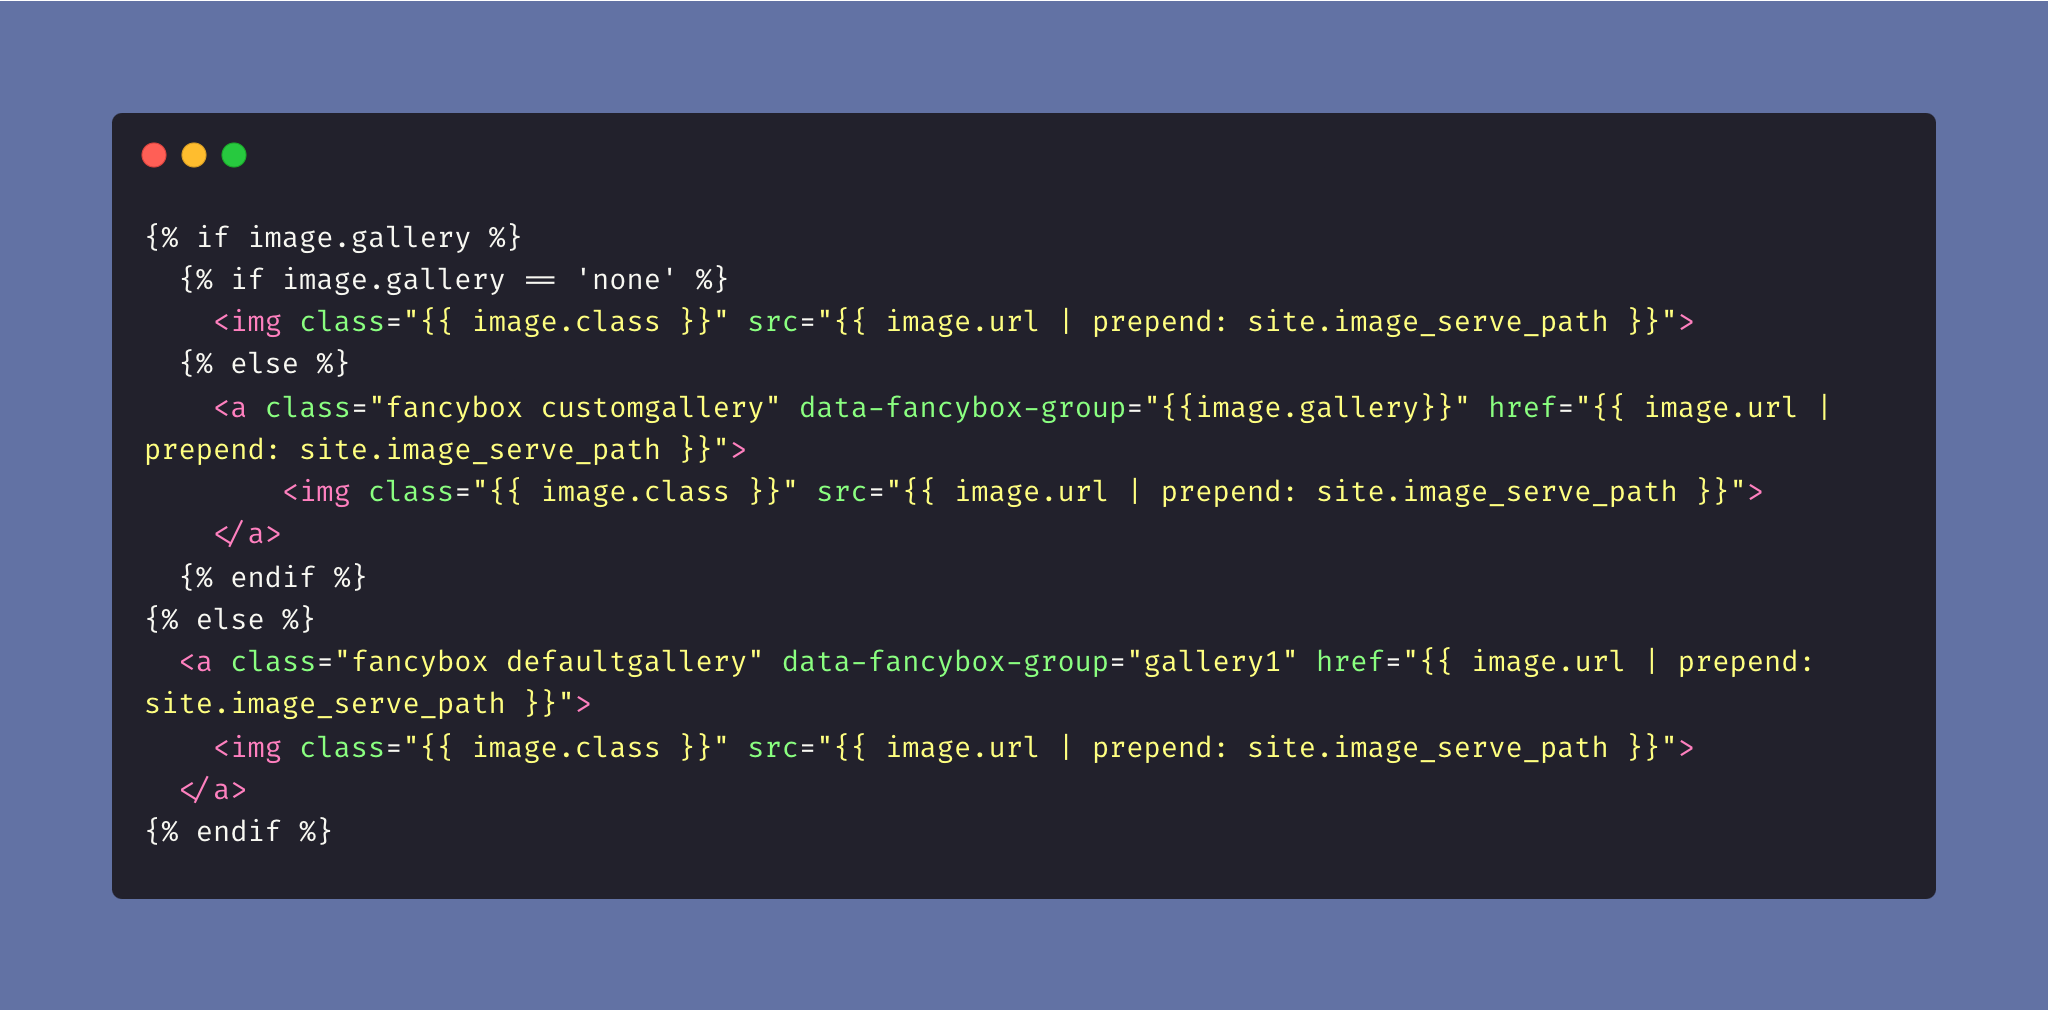 {% if image.gallery %}
  {% if image.gallery == 'none' %}
    <img class="{{ image.class }}" src="{{ image.url | prepend: site.image_serve_path }}">
  {% else %}
    <a class="fancybox customgallery" data-fancybox-group="{{image.gallery}}" href="{{ image.url |
prepend: site.image_serve_path }}">
        <img class="{{ image.class }}" src="{{ image.url | prepend: site.image_serve_path }}">
    </a>
  {% endif %}
{% else %}
  <a class="fancybox defaultgallery" data-fancybox-group="gallery1" href="{{ image.url | prepend:
site.image_serve_path }}">
    <img class="{{ image.class }}" src="{{ image.url | prepend: site.image_serve_path }}">
  </a>
{% endif %}